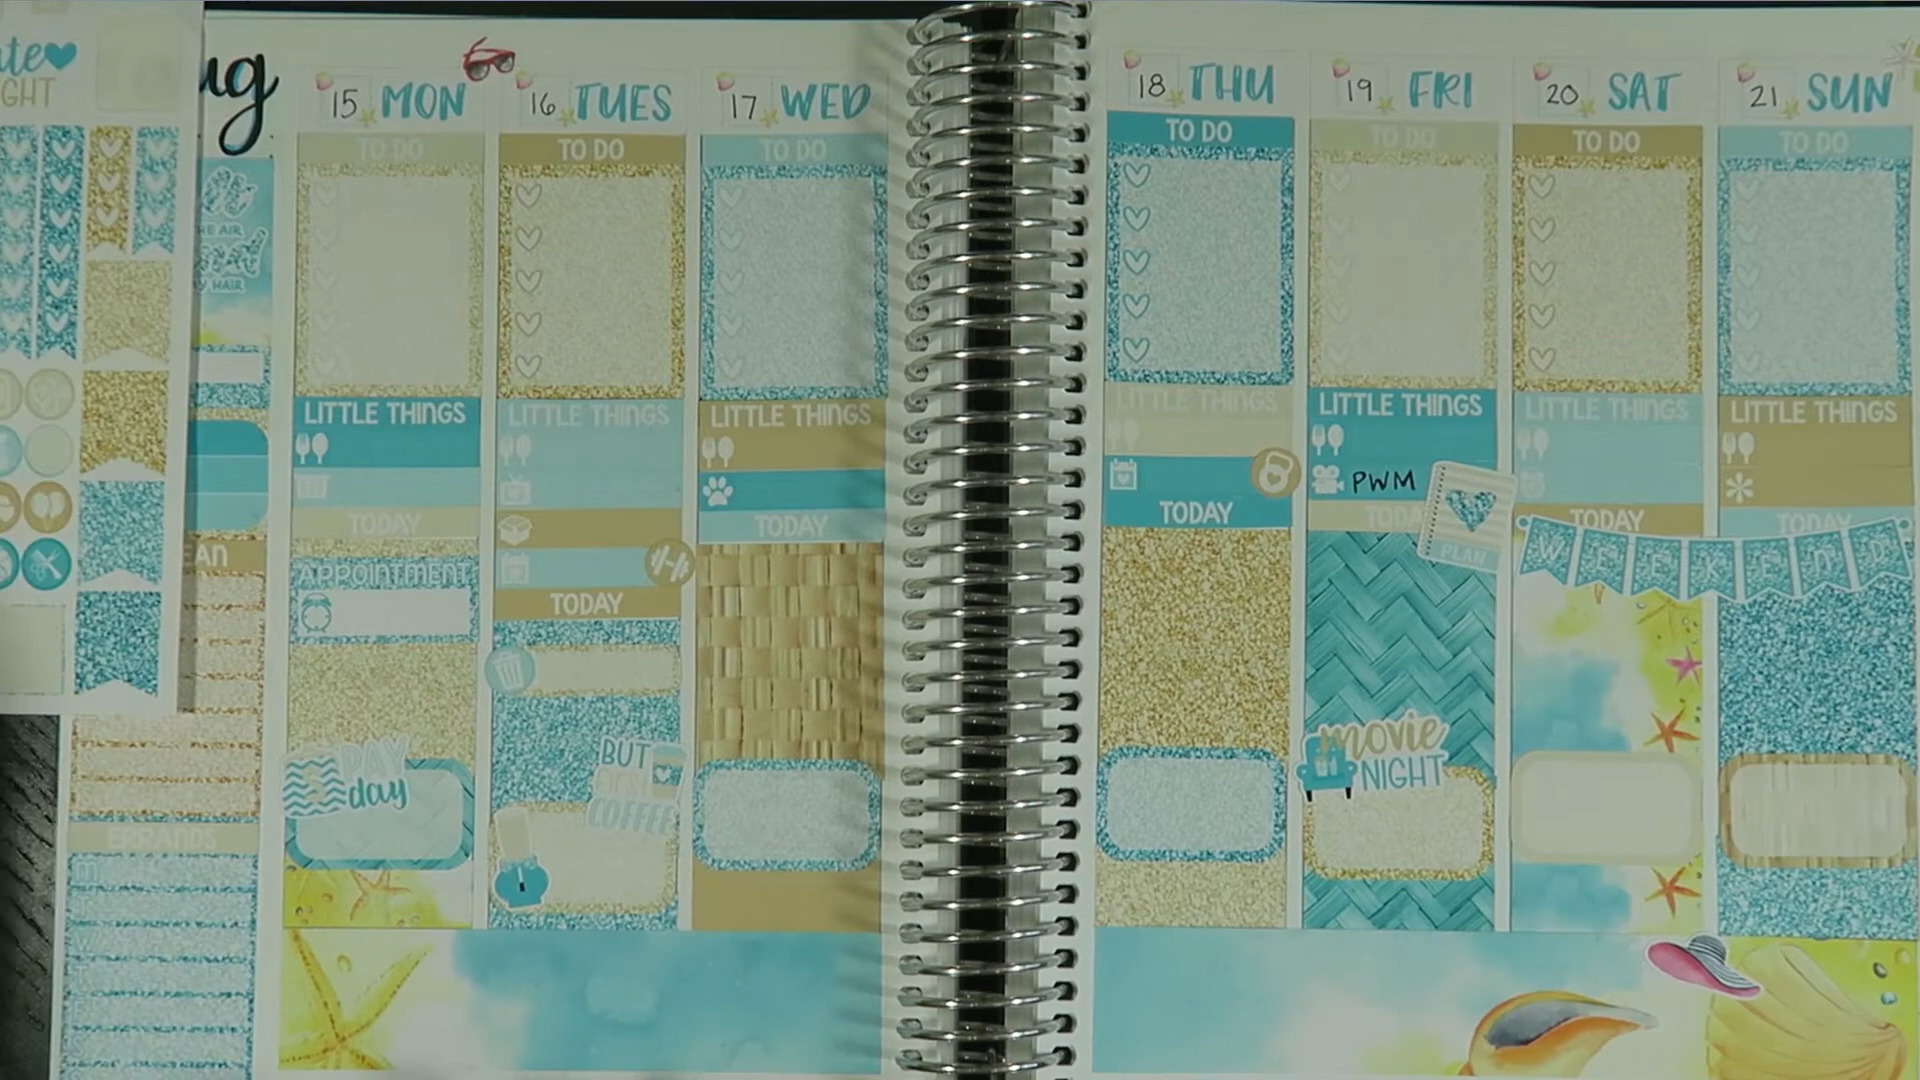 ug
15 MON
16 TUES
17 WED
18 THU
19 FRI
20 SAT
21 SUN
TO DO
TO DO
TO DO
TO DO
TO DO
TO DO
TO DO
LITTLE THINGS
LITTLE THINGS
LITTLE THINGS
LITTLE THINGS
LITTLE THINGS
LITTLE THINGS
LITTLE THINGS
PWM
PLAN
TODAY
TODAY
TODAY
TODAY
TODAY
TODAY
TODAY
APPOINTMENT
WEEKEND
PAY
day
BUT
COFFEE
movie
NIGHT
HAIR